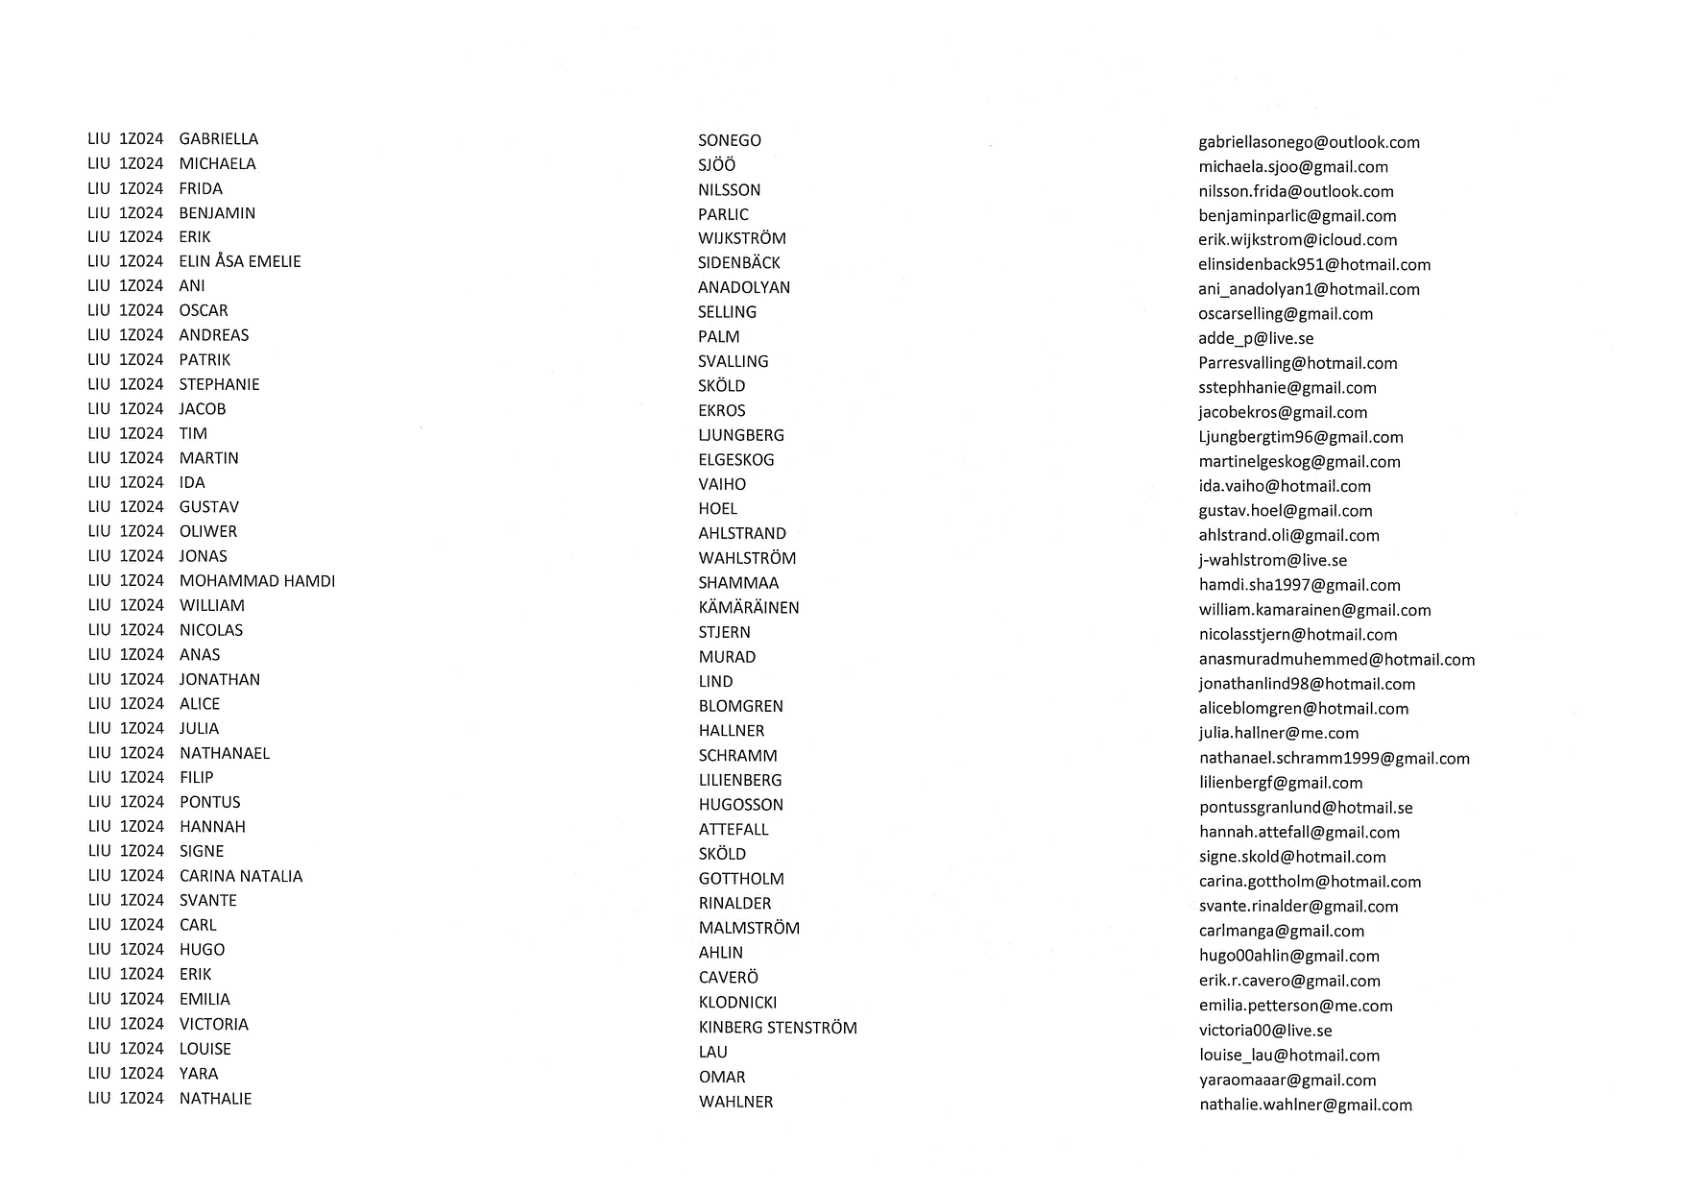 LIU 1Z024 GABRIELLA SONEGO gabriellasonego@outlook.com
LIU 1Z024 MICHAELA SJÖÖ michaela.sjoo@gmail.com
LIU 1Z024 FRIDA NILSSON nilsson.frida@outlook.com
LIU 1Z024 BENJAMIN PARLIC benjaminparlic@gmail.com
LIU 1Z024 ERIK WIJKSTRÖM erik.wijkstrom@icloud.com
LIU 1Z024 ELIN ÅSA EMELIE SIDENBÄCK elinsidenback951@hotmail.com
LIU 1Z024 ANI ANADOLYAN ani_anadolyan1@hotmail.com
LIU 1Z024 OSCAR SELLING oscarselling@gmail.com
LIU 1Z024 ANDREAS PALM adde_p@live.se
LIU 1Z024 PATRIK SVALLING Parresvalling@hotmail.com
LIU 1Z024 STEPHANIE SKÖLD sstephhanie@gmail.com
LIU 1Z024 JACOB EKROS jacobekros@gmail.com
LIU 1Z024 TIM LJUNGBERG Ljungbergtim96@gmail.com
LIU 1Z024 MARTIN ELGESKOG martinelgeskog@gmail.com
LIU 1Z024 IDA VAIHO ida.vaiho@hotmail.com
LIU 1Z024 GUSTAV HOEL gustav.hoel@gmail.com
LIU 1Z024 OLIWER AHLSTRAND ahlstrand.oli@gmail.com
LIU 1Z024 JONAS WAHLSTRÖM j-wahlstrom@live.se
LIU 1Z024 MOHAMMAD HAMDI SHAMMAA hamdi.sha1997@gmail.com
LIU 1Z024 WILLIAM KÄMÄRÄINEN william.kamarainen@gmail.com
LIU 1Z024 NICOLAS STJERN nicolasstjern@hotmail.com
LIU 1Z024 ANAS MURAD anasmuradmuhemmed@hotmail.com
LIU 1Z024 JONATHAN LIND jonathanlind98@hotmail.com
LIU 1Z024 ALICE BLOMGREN aliceblomgren@hotmail.com
LIU 1Z024 JULIA HALLNER julia.hallner@me.com
LIU 1Z024 NATHANAEL SCHRAMM nathanael.schramm1999@gmail.com
LIU 1Z024 FILIP LILIENBERG lilienbergf@gmail.com
LIU 1Z024 PONTUS HUGOSSON pontussgranlund@hotmail.se
LIU 1Z024 HANNAH ATTEFALL hannah.attefall@gmail.com
LIU 1Z024 SIGNE SKÖLD signe.skold@hotmail.com
LIU 1Z024 CARINA NATALIA GOTTHOLM carina.gottholm@hotmail.com
LIU 1Z024 SVANTE RINALDER svante.rinalder@gmail.com
LIU 1Z024 CARL MALMSTRÖM carlmanga@gmail.com
LIU 1Z024 HUGO AHLIN hugo00ahlin@gmail.com
LIU 1Z024 ERIK CAVERÖ erik.r.cavero@gmail.com
LIU 1Z024 EMILIA KLODNICKI emilia.petterson@me.com
LIU 1Z024 VICTORIA KINBERG STENSTRÖM victoria00@live.se
LIU 1Z024 LOUISE LAU louise_lau@hotmail.com
LIU 1Z024 YARA OMAR yaraomaaar@gmail.com
LIU 1Z024 NATHALIE WAHLNER nathalie.wahlner@gmail.com